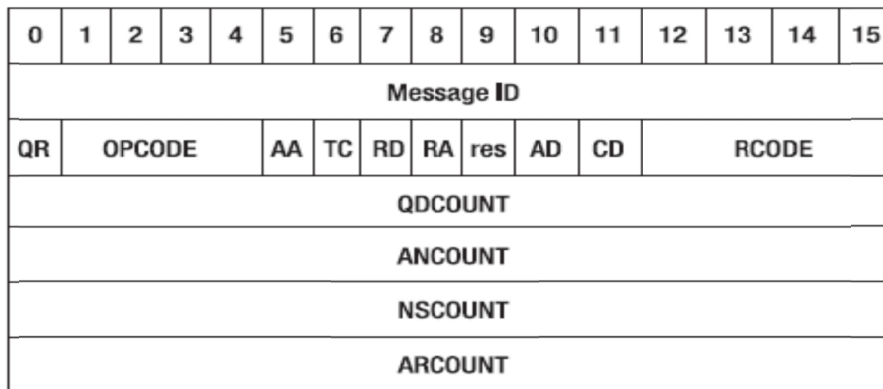 0 1 2 3 4 5 6 7 8 9 10 11 12 13 14 15
Message ID
QR OPCODE AA TC RD RA res AD CD RCODE
QDCOUNT
ANCOUNT
NSCOUNT
ARCOUNT